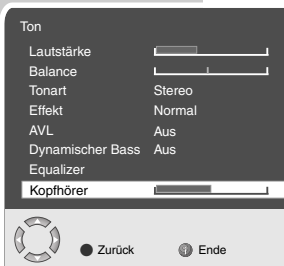 Ton
Lautstärke
Balance
Tonart Stereo
Effekt Normal
AVL Aus
Dynamischer Bass Aus
Equalizer
Kopfhörer
Zurück i Ende